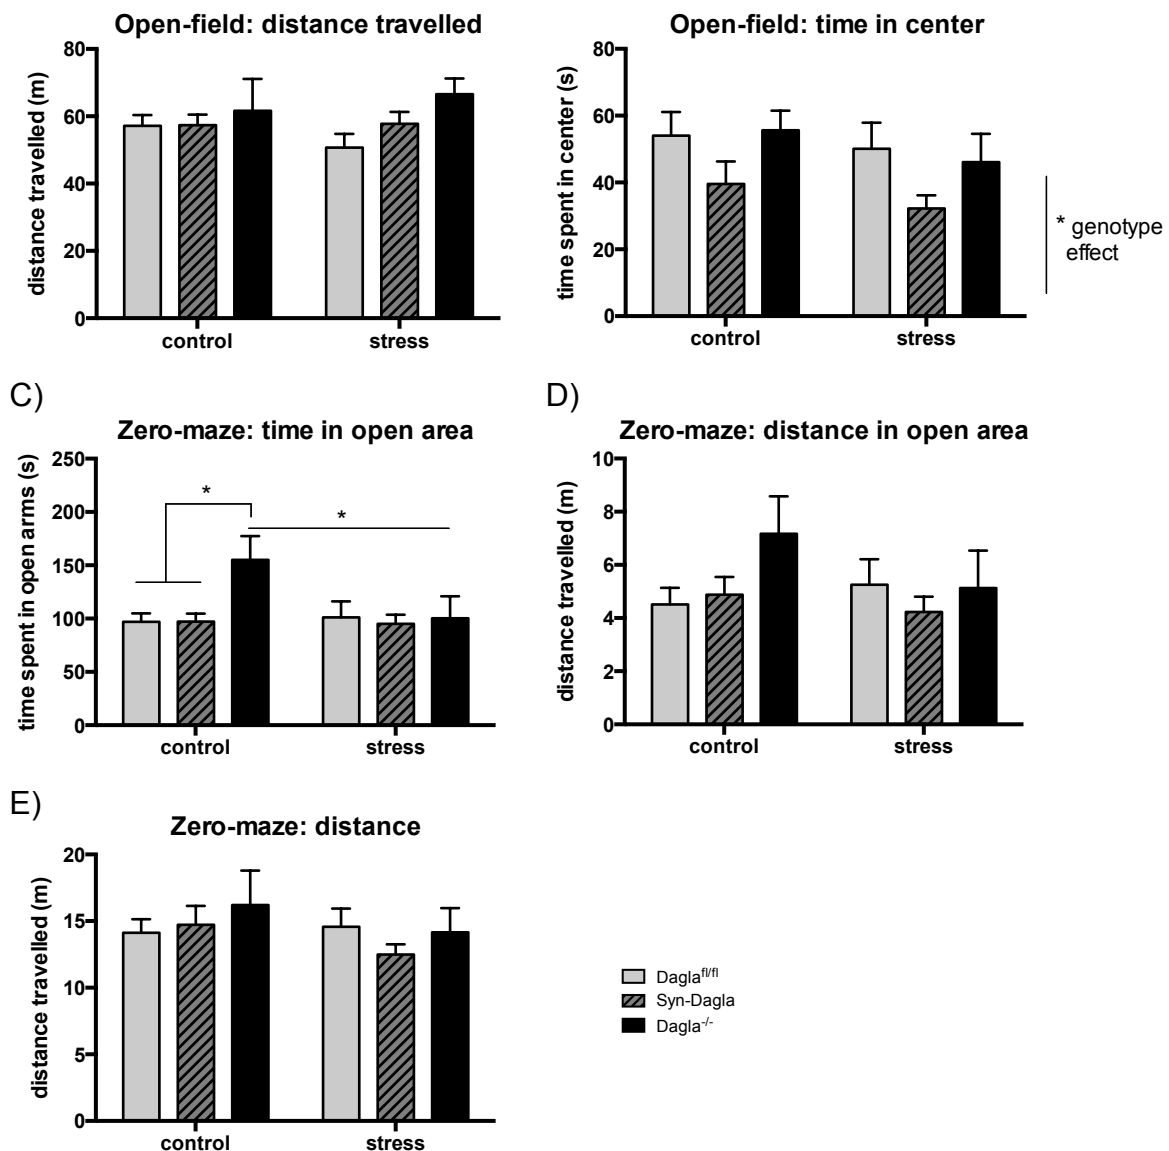 Open-field: distance travelled
80
60
40
20
0
distance travelled (m)
control
stress
Open-field: time in center
80
60
40
20
0
time spent in center (s)
control
stress
* genotype
effect
C)
Zero-maze: time in open area
250
200
150
100
50
0
time spent in open arms (s)
*
*
control
stress
D)
Zero-maze: distance in open area
10
8
6
4
2
0
distance travelled (m)
control
stress
E)
Zero-maze: distance
20
15
10
5
0
distance travelled (m)
control
stress
Dagla^fl/fl
Syn-Dagla
Dagla^-/-